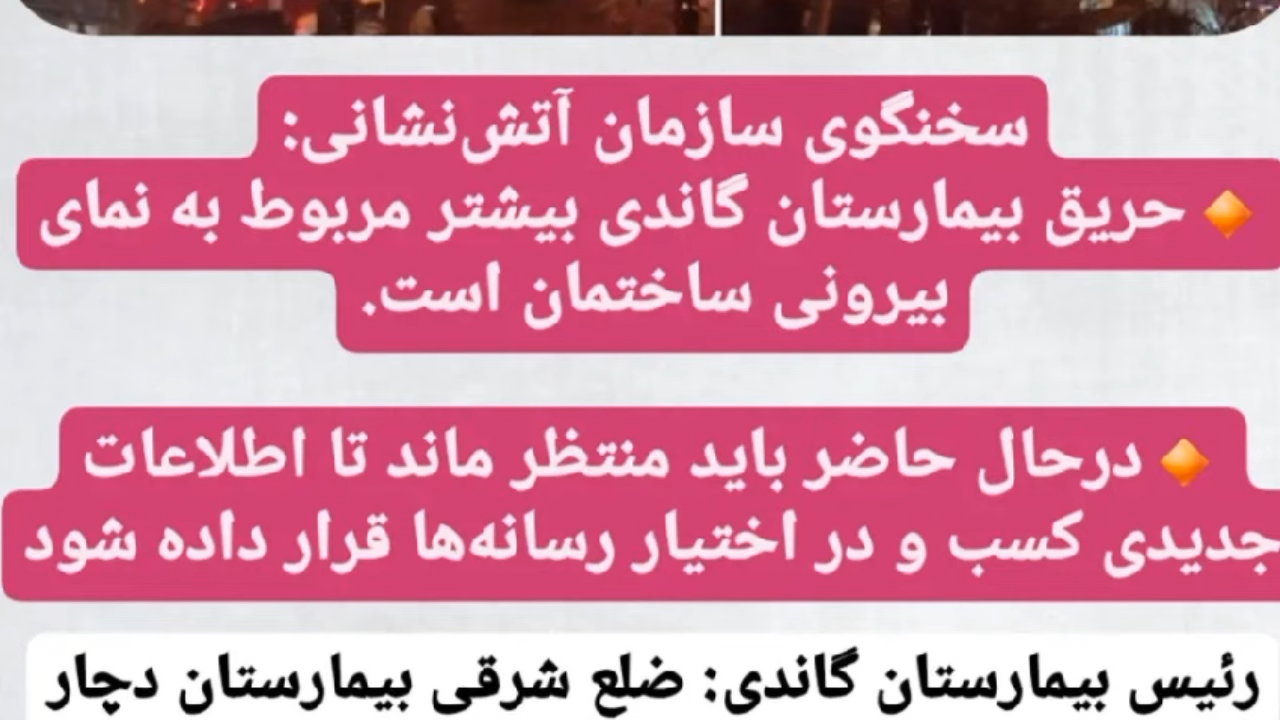 سخنگوی سازمان آتش‌نشانی:
🔸حریق بیمارستان گاندی بیشتر مربوط به نمای
بیرونی ساختمان است.
🔸درحال حاضر باید منتظر ماند تا اطلاعات
جدیدی کسب و در اختیار رسانه‌ها قرار داده شود
رئیس بیمارستان گاندی: ضلع شرقی بیمارستان دچار